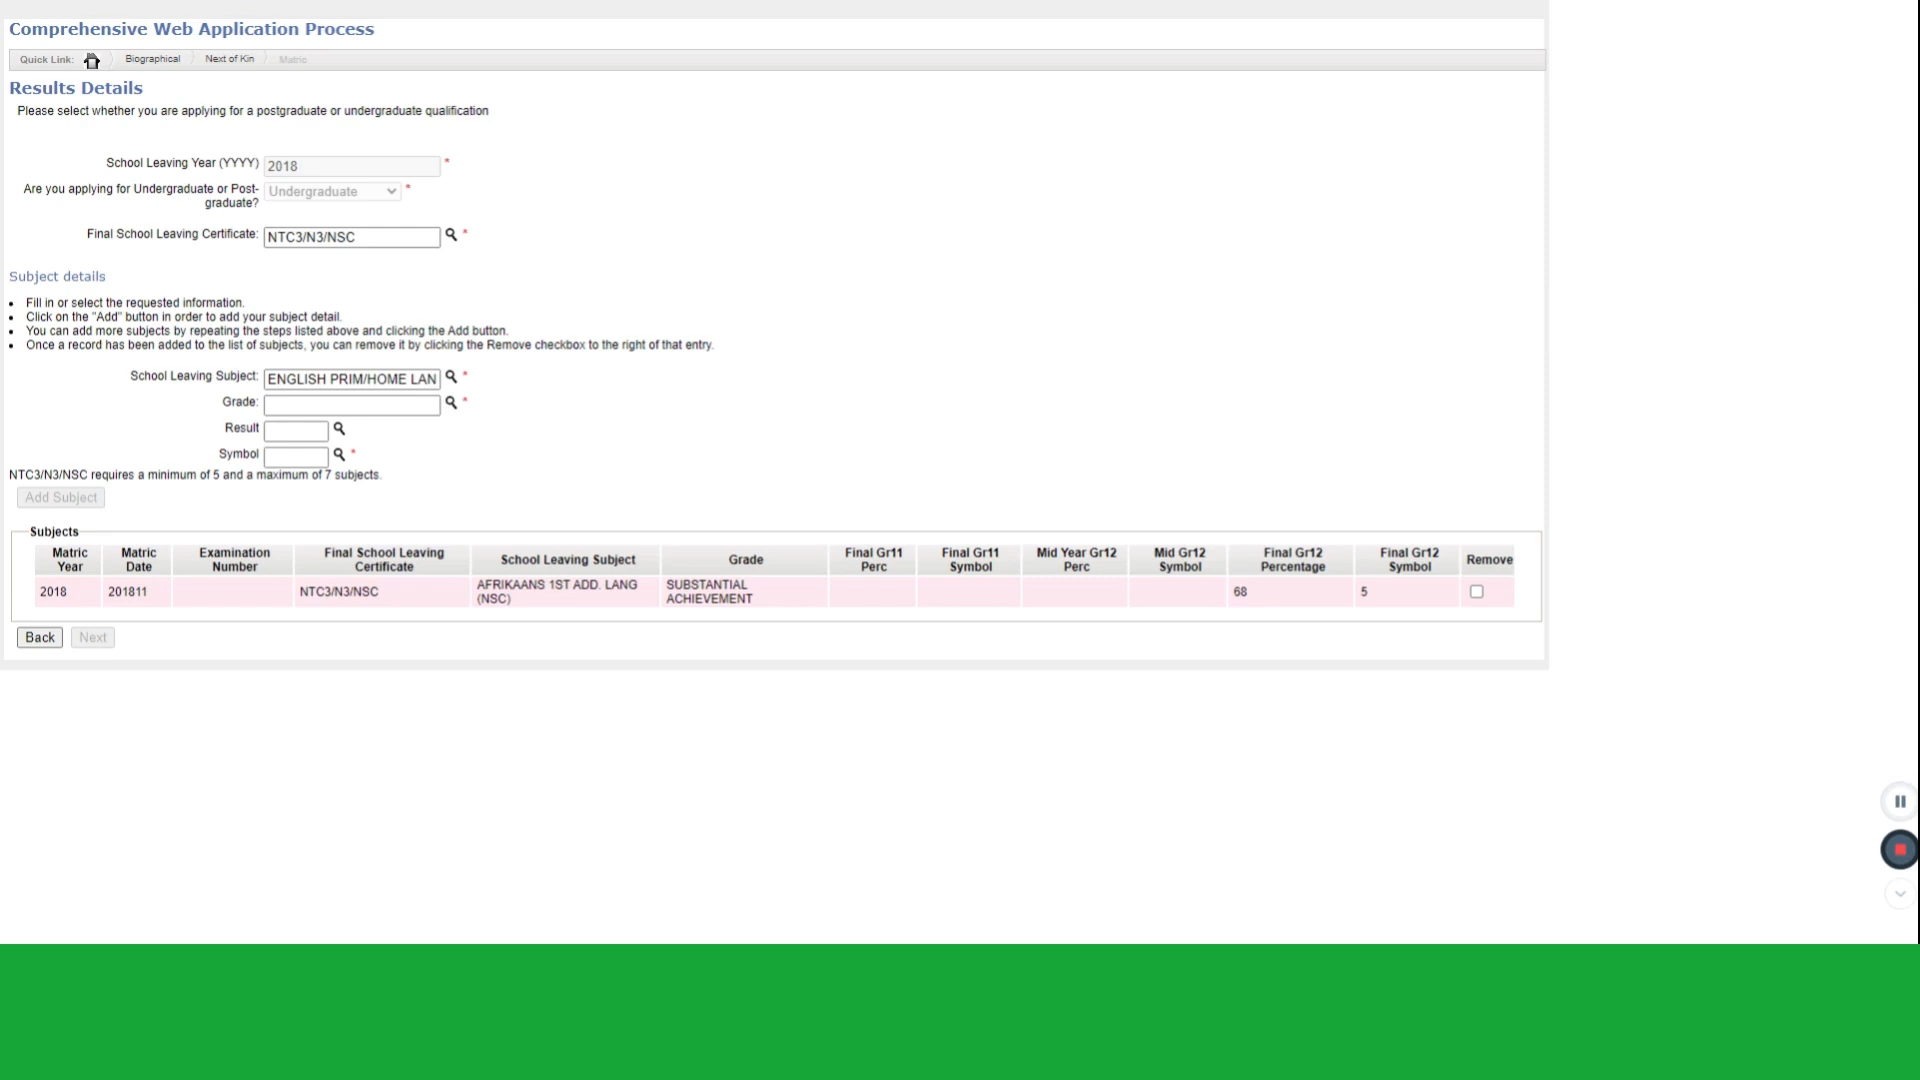 Comprehensive Web Application Process
Quick Link: Biographical Next of Kin Matric
Results Details
Please select whether you are applying for a postgraduate or undergraduate qualification
School Leaving Year (YYYY) 2018 *
Are you applying for Undergraduate or Post-
graduate? Undergraduate *
Final School Leaving Certificate: NTC3/N3/NSC *
Subject details
• Fill in or select the requested information.
• Click on the "Add" button in order to add your subject detail.
• You can add more subjects by repeating the steps listed above and clicking the Add button.
• Once a record has been added to the list of subjects, you can remove it by clicking the Remove checkbox to the right of that entry.
School Leaving Subject: ENGLISH PRIM/HOME LAN *
Grade: *
Result
Symbol *
NTC3/N3/NSC requires a minimum of 5 and a maximum of 7 subjects.
Add Subject
Subjects
Matric Year Matric Date Examination Number Final School Leaving Certificate School Leaving Subject Grade Final Gr11 Perc Final Gr11 Symbol Mid Year Gr12 Perc Mid Gr12 Symbol Final Gr12 Percentage Final Gr12 Symbol Remove
2018 201811 NTC3/N3/NSC AFRIKAANS 1ST ADD. LANG (NSC) SUBSTANTIAL ACHIEVEMENT 68 5
Back Next